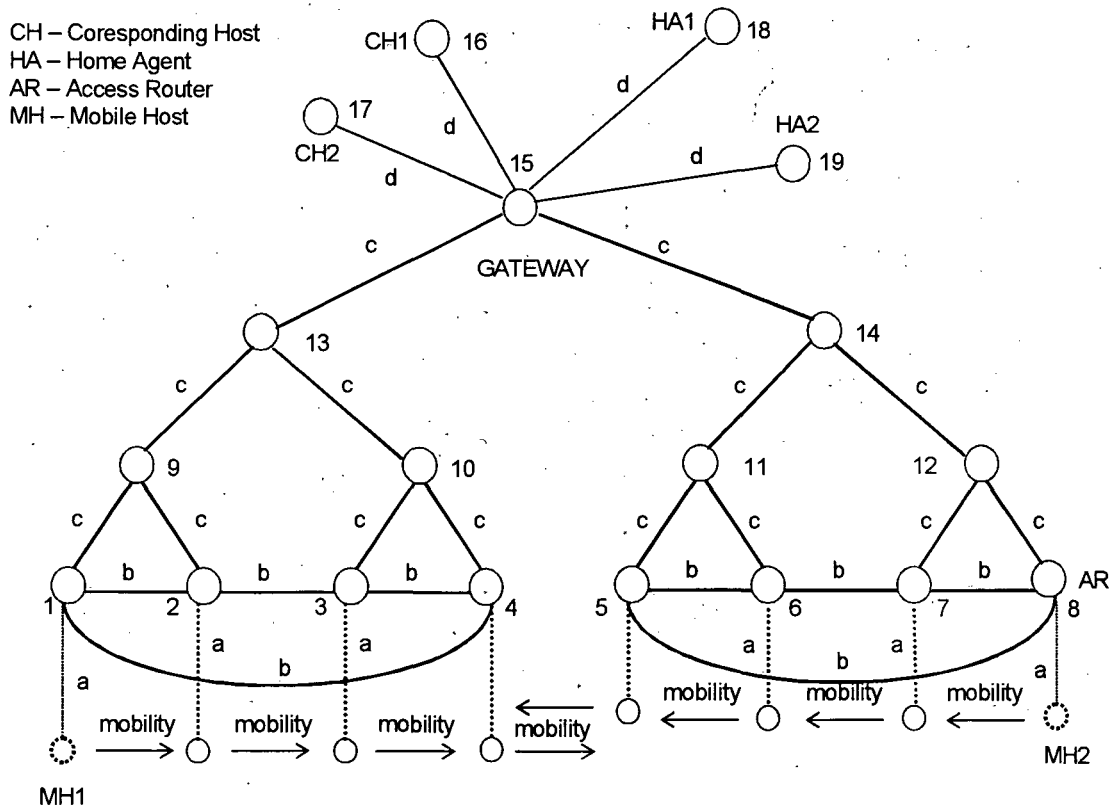 CH – Coresponding Host
HA – Home Agent
AR – Access Router
MH – Mobile Host
CH1 16
HA1 18
17
CH2
HA2
19
d
d
d
d
15
c
c
GATEWAY
13
14
c
c
c
c
9
10
11
12
c
c
c
c
c
c
c
c
b
b
b
b
b
b
AR
1
2
3
4
5
6
7
8
a
a
a
b
a
a
b
a
mobility
mobility
mobility
mobility
mobility
mobility
mobility
mobility
MH1
MH2